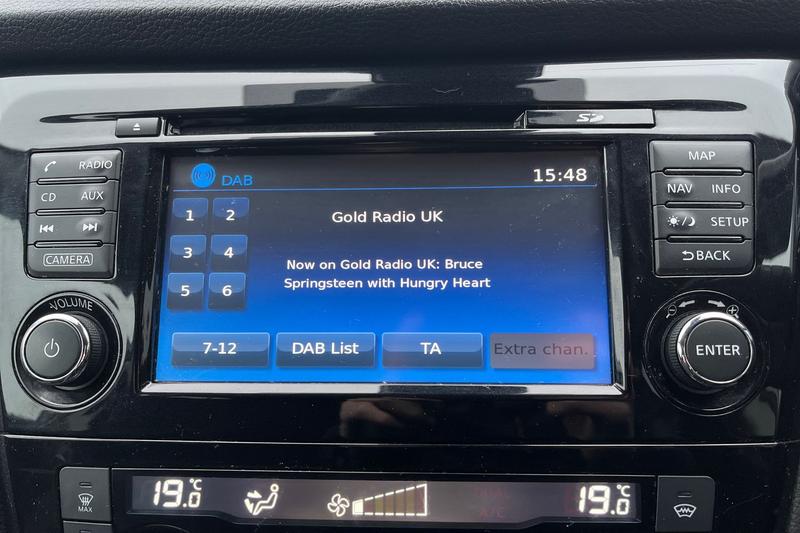 SD
RADIO
CD AUX
CAMERA
VOLUME
DAB 15:48
1 2
3 4
5 6
Gold Radio UK
Now on Gold Radio UK: Bruce
Springsteen with Hungry Heart
7-12 DAB List TA Extra chan.
MAP
NAV INFO
SETUP
BACK
ENTER
MAX
19.0°C
19.0°C
A/C